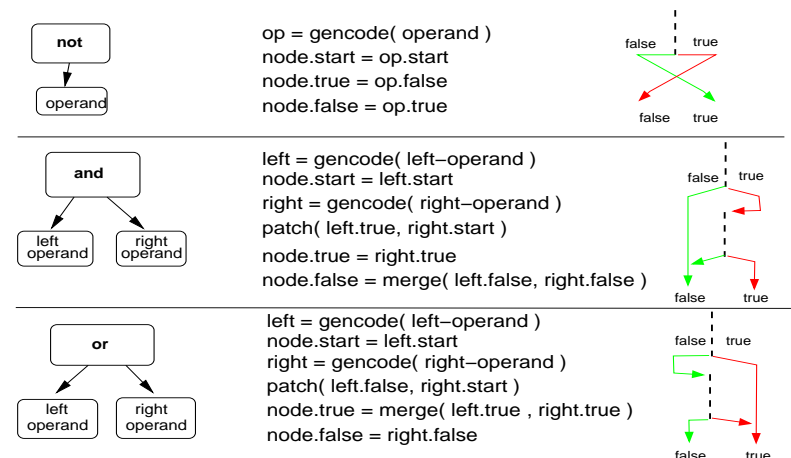 not
operand
op = gencode( operand )
node.start = op.start
node.true = op.false
node.false = op.true
false true
false true
and
left operand
right operand
left = gencode( left−operand )
node.start = left.start
right = gencode( right−operand )
patch( left.true, right.start )
node.true = right.true
node.false = merge( left.false, right.false )
false true
false true
or
left operand
right operand
left = gencode( left−operand )
node.start = left.start
right = gencode( right−operand )
patch( left.false, right.start )
node.true = merge( left.true , right.true )
node.false = right.false
false true
false true